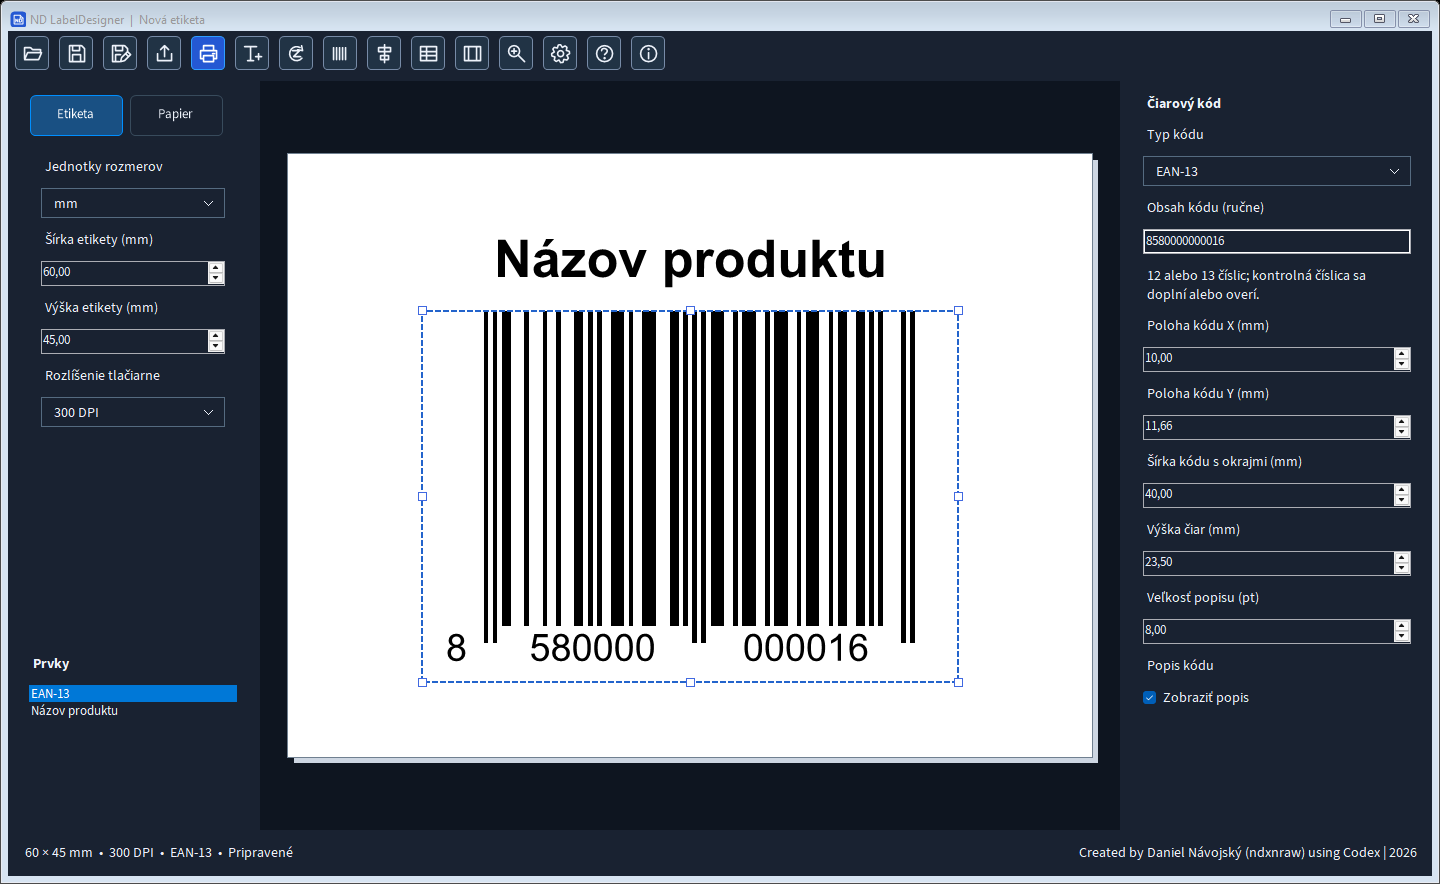 ND LabelDesigner | Nová etiketa
Etiketa
Papier
Jednotky rozmerov
mm
Šírka etikety (mm)
60,00
Výška etikety (mm)
45,00
Rozlíšenie tlačiarne
300 DPI
Prvky
EAN-13
Názov produktu
Názov produktu
8 580000 000016
Čiarový kód
Typ kódu
EAN-13
Obsah kódu (ručne)
8580000000016
12 alebo 13 číslic; kontrolná číslica sa
doplní alebo overí.
Poloha kódu X (mm)
10,00
Poloha kódu Y (mm)
11,66
Šírka kódu s okrajmi (mm)
40,00
Výška čiar (mm)
23,50
Veľkosť popisu (pt)
8,00
Popis kódu
Zobraziť popis
60 × 45 mm • 300 DPI • EAN-13 • Pripravené
Created by Daniel Návojský (ndxnraw) using Codex | 2026